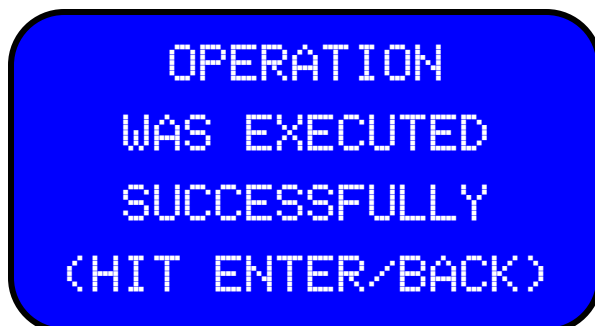 OPERATION
WAS EXECUTED
SUCCESSFULLY
(HIT ENTER/BACK)